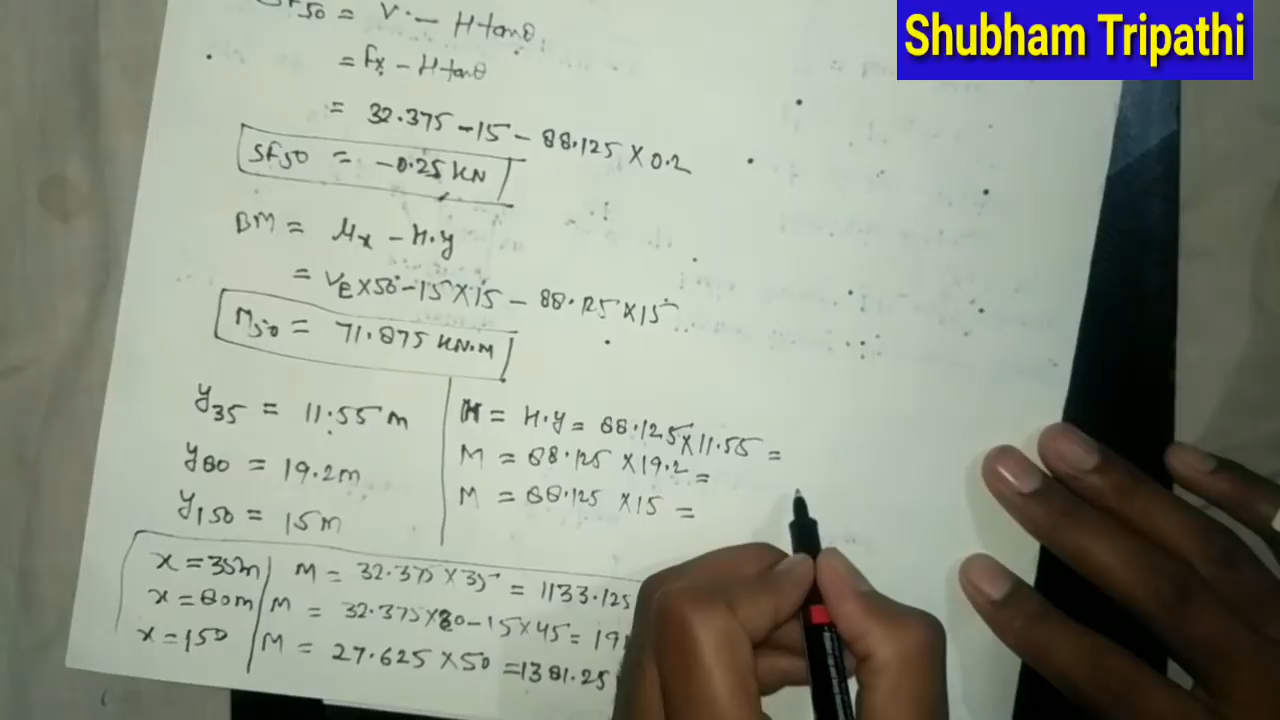 Shubham Tripathi
SF50 = V - H tanθ
= Fx - H tanθ
= 32.375 - 15 - 88.125 × 0.2
SF50 = -0.25 KN
BM = Mx - H.y
= VE × 50 - 15 × 15 - 88.125 × 15
M50 = 71.875 KN.M
y35 = 11.55 m
y80 = 19.2m
y150 = 15m
M = H.y = 88.125 × 11.55 =
M = 88.125 × 19.2 =
M = 88.125 × 15 =
x = 35m M = 32.375 × 35 = 1133.125
x = 80m M = 32.375 × 80 - 15 × 45 = 191
x = 150 M = 27.625 × 50 = 1381.25